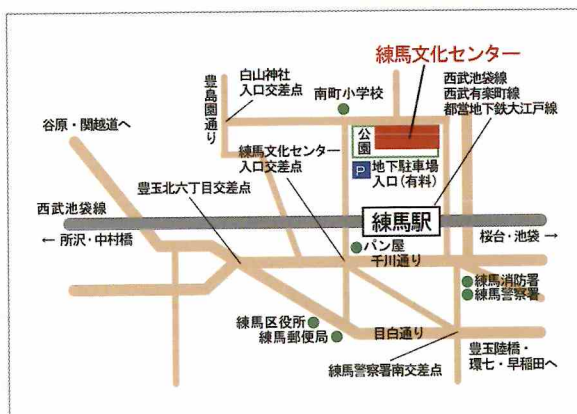 練馬文化センター
白山神社
入口交差点
豊島園通り
南町小学校
西武池袋線
西武有楽町線
都営地下鉄大江戸線
谷原・関越道へ
練馬文化センター
入口交差点
公園
P 地下駐車場
入口(有料)
豊玉北六丁目交差点
西武池袋線
練馬駅
← 所沢・中村橋
桜台・池袋 →
パン屋
千川通り
練馬消防署
練馬警察署
練馬区役所
練馬郵便局
目白通り
豊玉陸橋・
環七・早稲田へ
練馬警察署南交差点